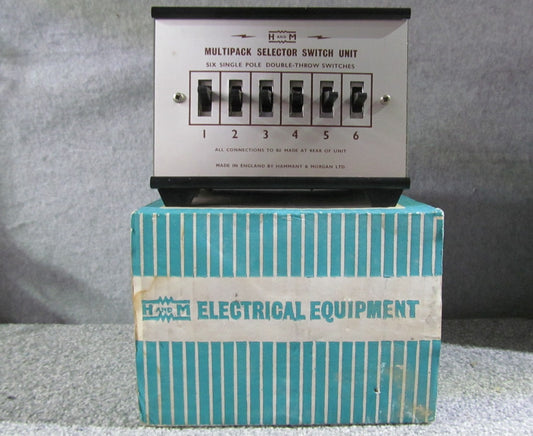 H AND M
MULTIPACK SELECTOR SWITCH UNIT
SIX SINGLE POLE DOUBLE-THROW SWITCHES
1 2 3 4 5 6
ALL CONNECTIONS TO BE MADE AT REAR OF UNIT
MADE IN ENGLAND BY HAMMANT & MORGAN LTD
H AND M ELECTRICAL EQUIPMENT